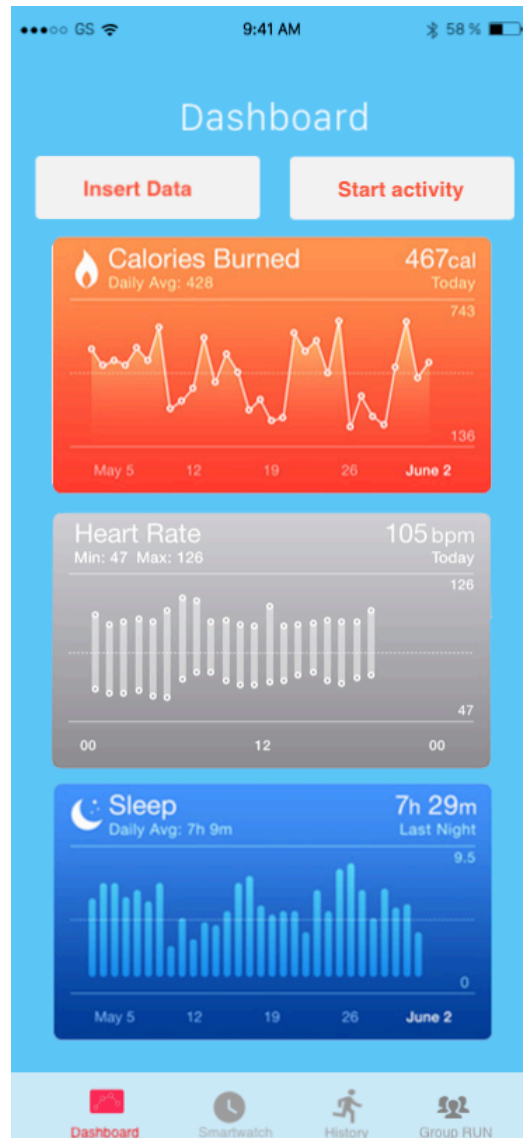 GS 9:41 AM 58 %
Dashboard
Insert Data Start activity
Calories Burned 467cal
Daily Avg: 428 Today
743
136
May 5 12 19 26 June 2
Heart Rate 105 bpm
Min: 47 Max: 126 Today
126
47
00 12 00
Sleep 7h 29m
Daily Avg: 7h 9m Last Night
9.5
0
May 5 12 19 26 June 2
Dashboard Smartwatch History Group RUN